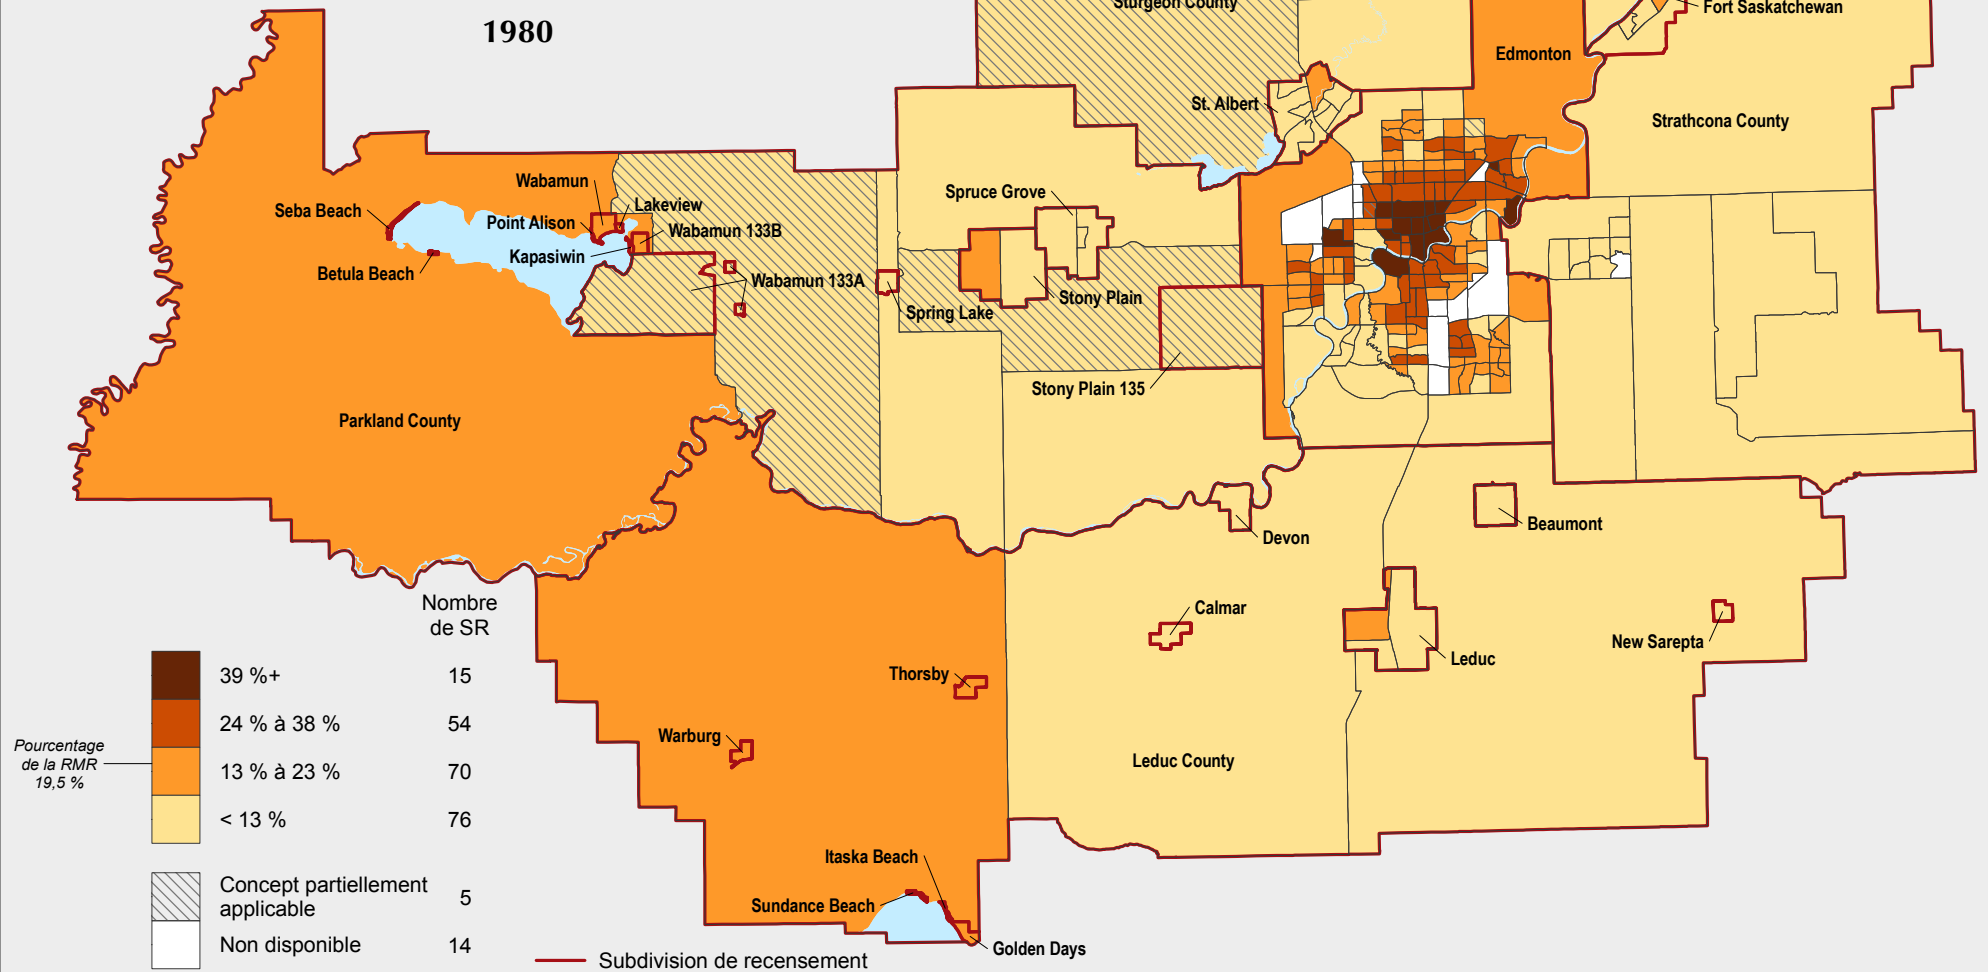 Sturgeon County
Fort Saskatchewan
1980
Edmonton
St. Albert
Strathcona County
Wabamun
Spruce Grove
Lakeview
Seba Beach
Point Alison
Wabamun 133B
Kapasiwin
Betula Beach
Wabamun 133A
Stony Plain
Spring Lake
Stony Plain 135
Parkland County
Beaumont
Devon
Nombre
de SR
Calmar
New Sarepta
Leduc
39 %+ 15
Thorsby
24 % à 38 % 54
Warburg
Pourcentage
de la RMR
19,5 %
Leduc County
13 % à 23 % 70
< 13 % 76
Itaska Beach
Concept partiellement
applicable 5
Sundance Beach
Non disponible 14
Golden Days
Subdivision de recensement